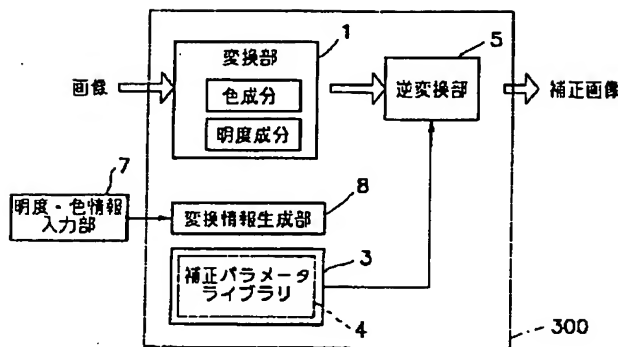 1
変換部
5
画像
色成分
逆変換部
補正画像
明度成分
7
明度・色情報
入力部
8
変換情報生成部
3
補正パラメータ
ライブラリ
4
300